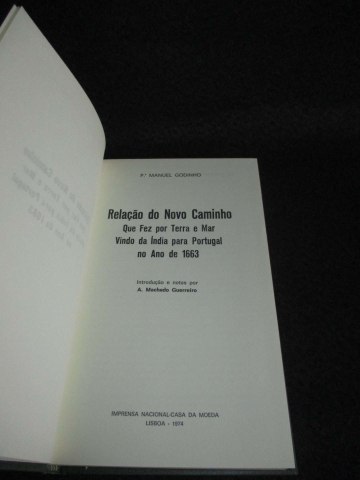 P.e MANUEL GODINHO
Relação do Novo Caminho
Que Fez por Terra e Mar
Vindo da Índia para Portugal
no Ano de 1663
Introdução e notas por
A. Machado Guerreiro
IMPRENSA NACIONAL-CASA DA MOEDA
LISBOA - 1974